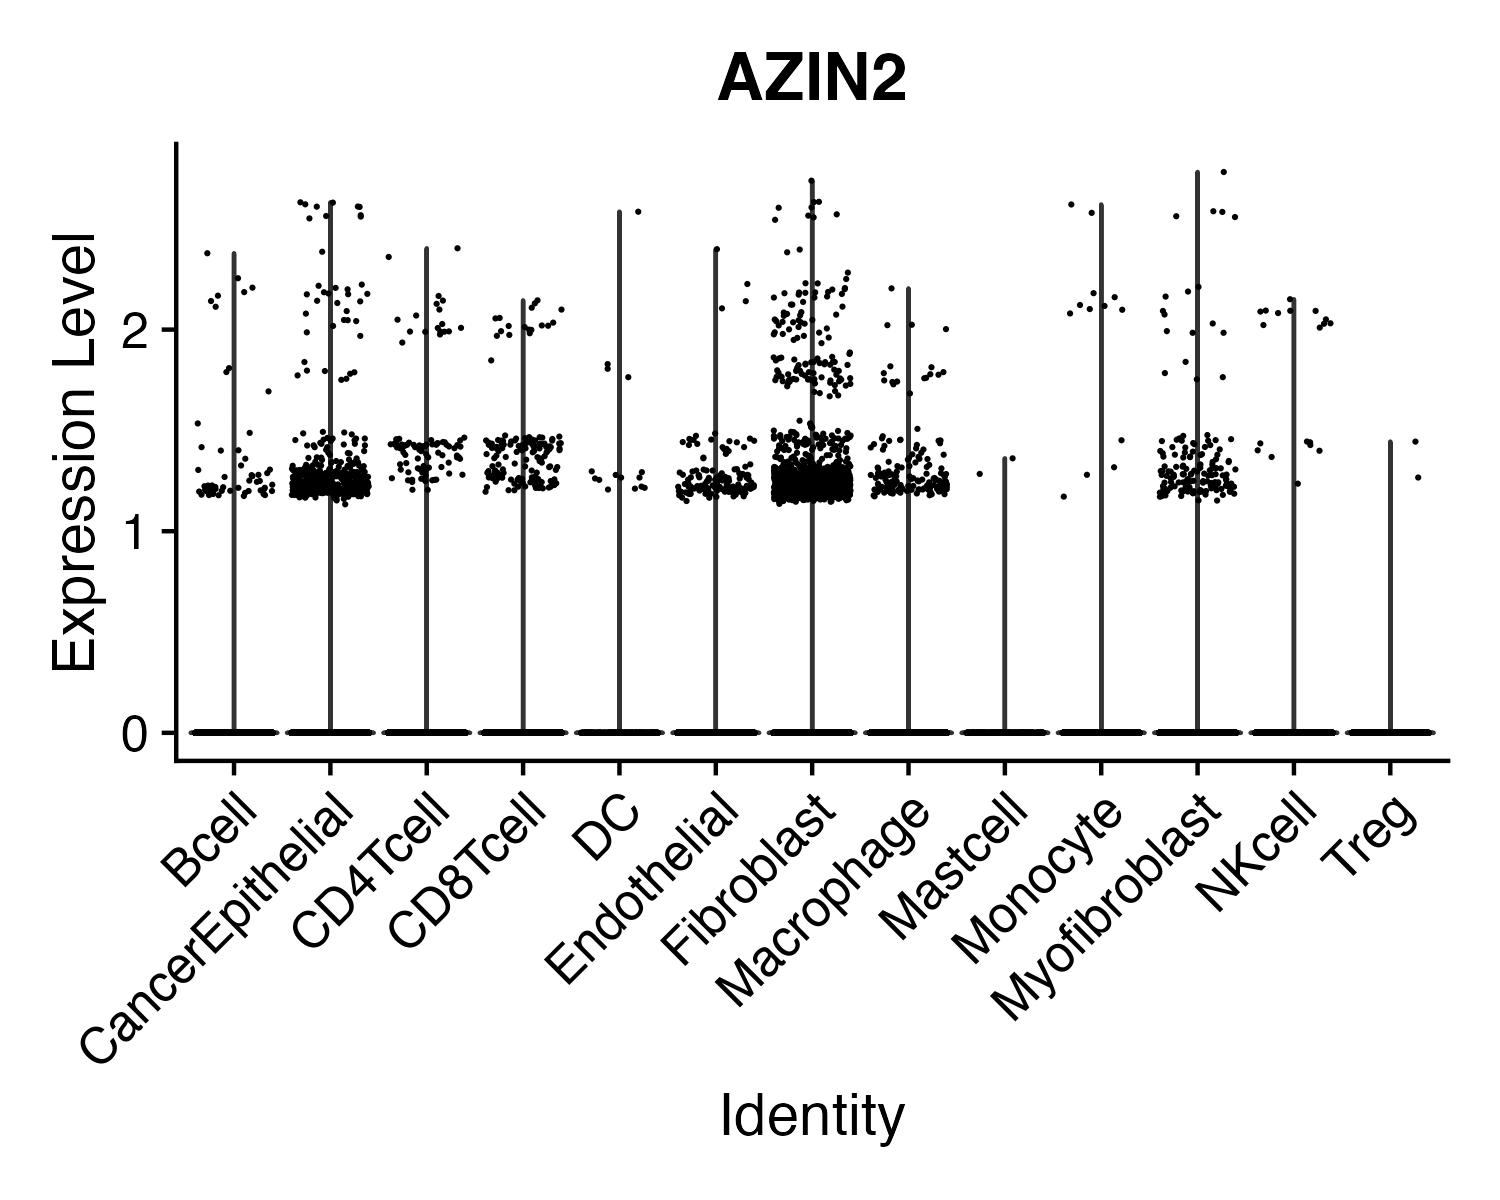 AZIN2
Expression Level
2
1
0
Bcell
CancerEpithelial
CD4Tcell
CD8Tcell
DC
Endothelial
Fibroblast
Macrophage
Mastcell
Monocyte
Myofibroblast
NKcell
Treg
Identity